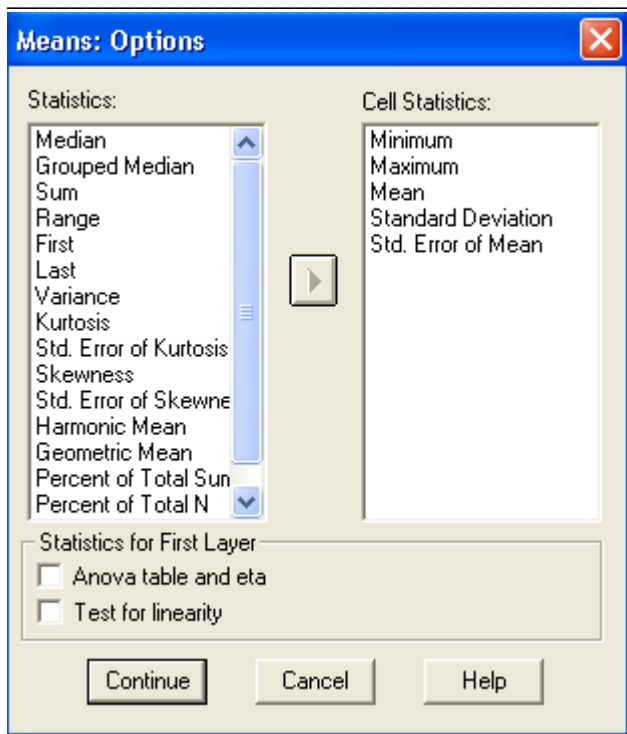 Means: Options
Statistics:
Median
Grouped Median
Sum
Range
First
Last
Variance
Kurtosis
Std. Error of Kurtosis
Skewness
Std. Error of Skewne
Harmonic Mean
Geometric Mean
Percent of Total Sun
Percent of Total N
Cell Statistics:
Minimum
Maximum
Mean
Standard Deviation
Std. Error of Mean
Statistics for First Layer
Anova table and eta
Test for linearity
Continue
Cancel
Help